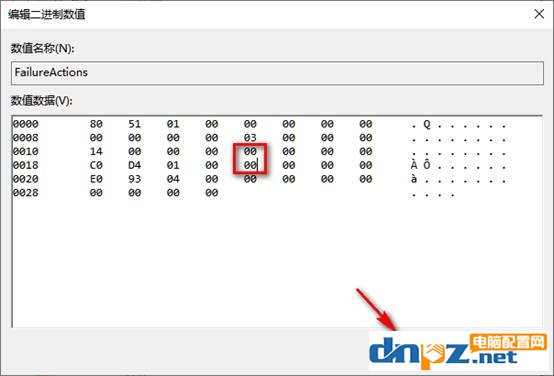 编辑二进制数值
数值名称(N):
FailureActions
数值数据(V):
0000 80 51 01 00 00 00 00 00 . Q . . . . . .
0008 00 00 00 00 03 00 00 00 . . . . . . . .
0010 14 00 00 00 00 00 00 00 . . . . . . . .
0018 C0 D4 01 00 00 00 00 00 À Ô . . . . . .
0020 E0 93 04 00 00 00 00 00 à . . . . . . .
0028 00 00 00 00 . . . .
dnpz.net
电脑配置网